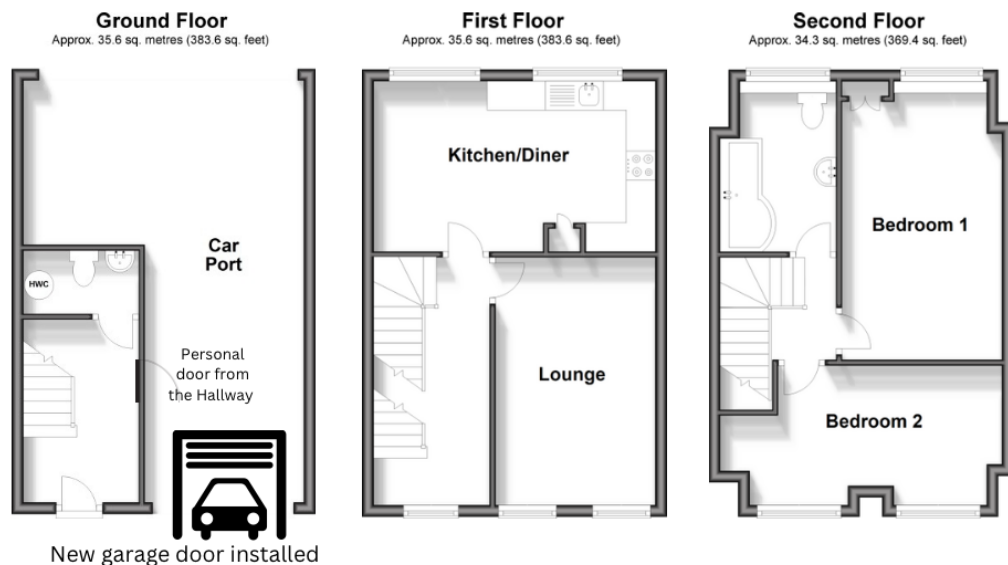 Ground Floor
Approx. 35.6 sq. metres (383.6 sq. feet)
Car
Port
HWC
Personal
door from
the Hallway
New garage door installed
First Floor
Approx. 35.6 sq. metres (383.6 sq. feet)
Kitchen/Diner
Lounge
Second Floor
Approx. 34.3 sq. metres (369.4 sq. feet)
Bedroom 1
Bedroom 2